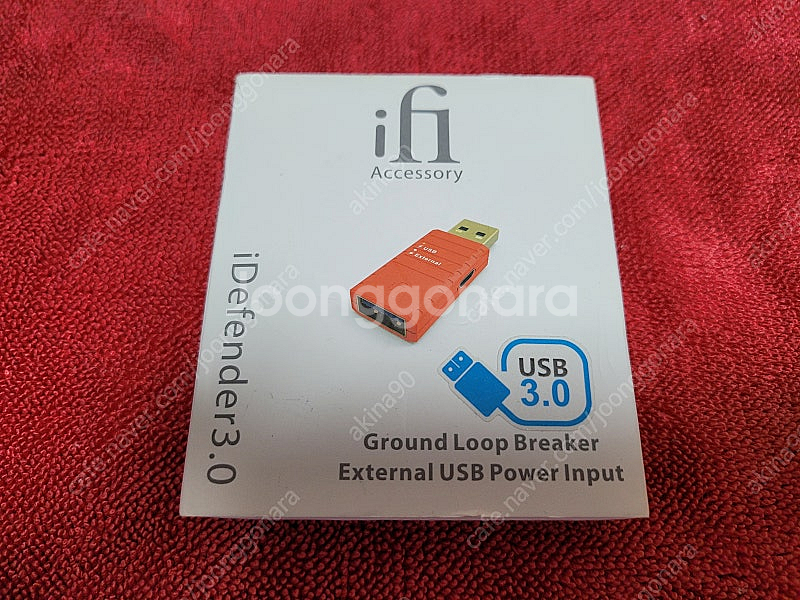 ifi
Accessory
USB
External
iDefender3.0
joonggonara
USB
3.0
Ground Loop Breaker
External USB Power Input
akina90
cafe.naver.com/joonggonara